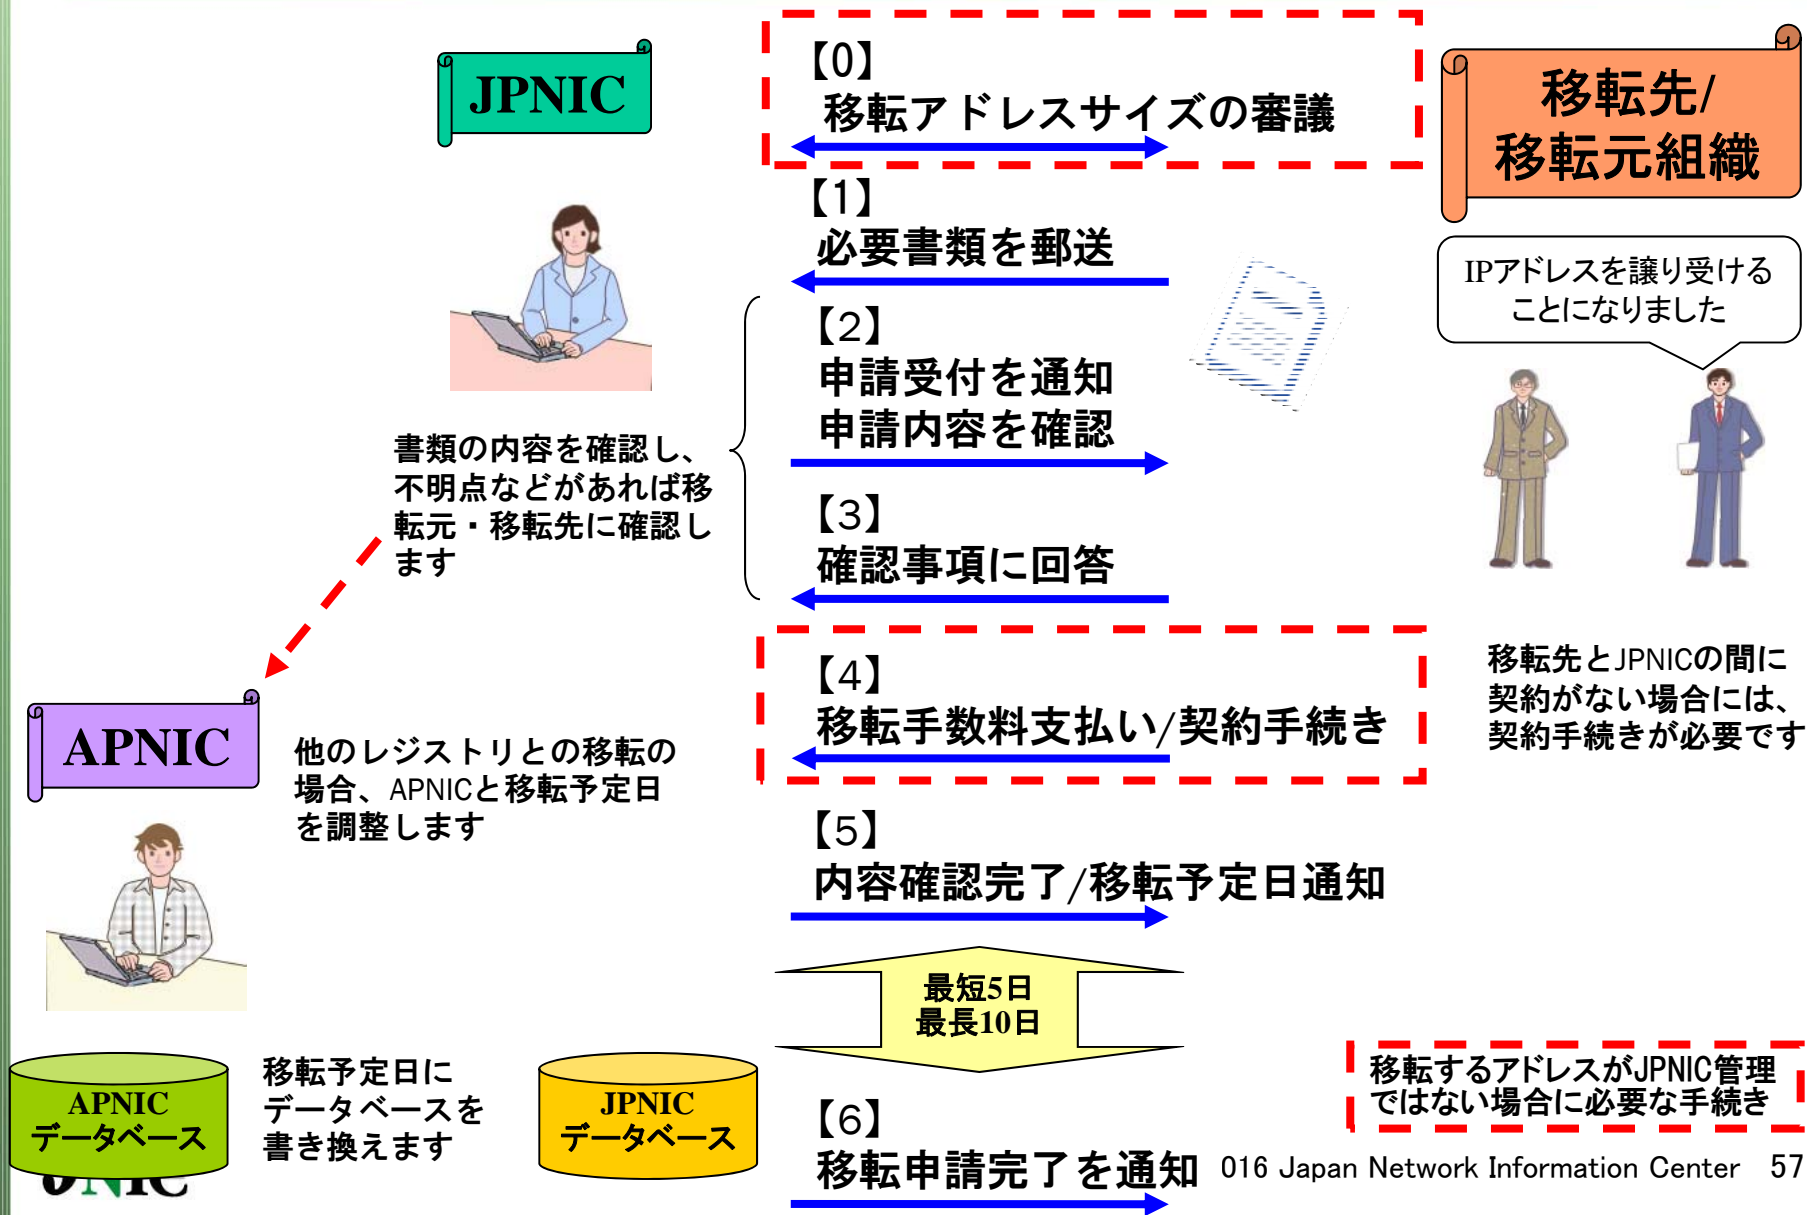 JPNIC
【0】
移転アドレスサイズの審議
移転先/
移転元組織
【1】
必要書類を郵送
IPアドレスを譲り受ける
ことになりました
【2】
申請受付を通知
申請内容を確認
書類の内容を確認し、
不明点などがあれば移
転元・移転先に確認し
ます
【3】
確認事項に回答
【4】
移転手数料支払い/契約手続き
移転先とJPNICの間に
契約がない場合には、
契約手続きが必要です
APNIC
他のレジストリとの移転の
場合、APNICと移転予定日
を調整します
【5】
内容確認完了/移転予定日通知
最短5日
最長10日
APNIC
データベース
移転予定日に
データベースを
書き換えます
JPNIC
データベース
移転するアドレスがJPNIC管理
ではない場合に必要な手続き
【6】
移転申請完了を通知
016 Japan Network Information Center 57